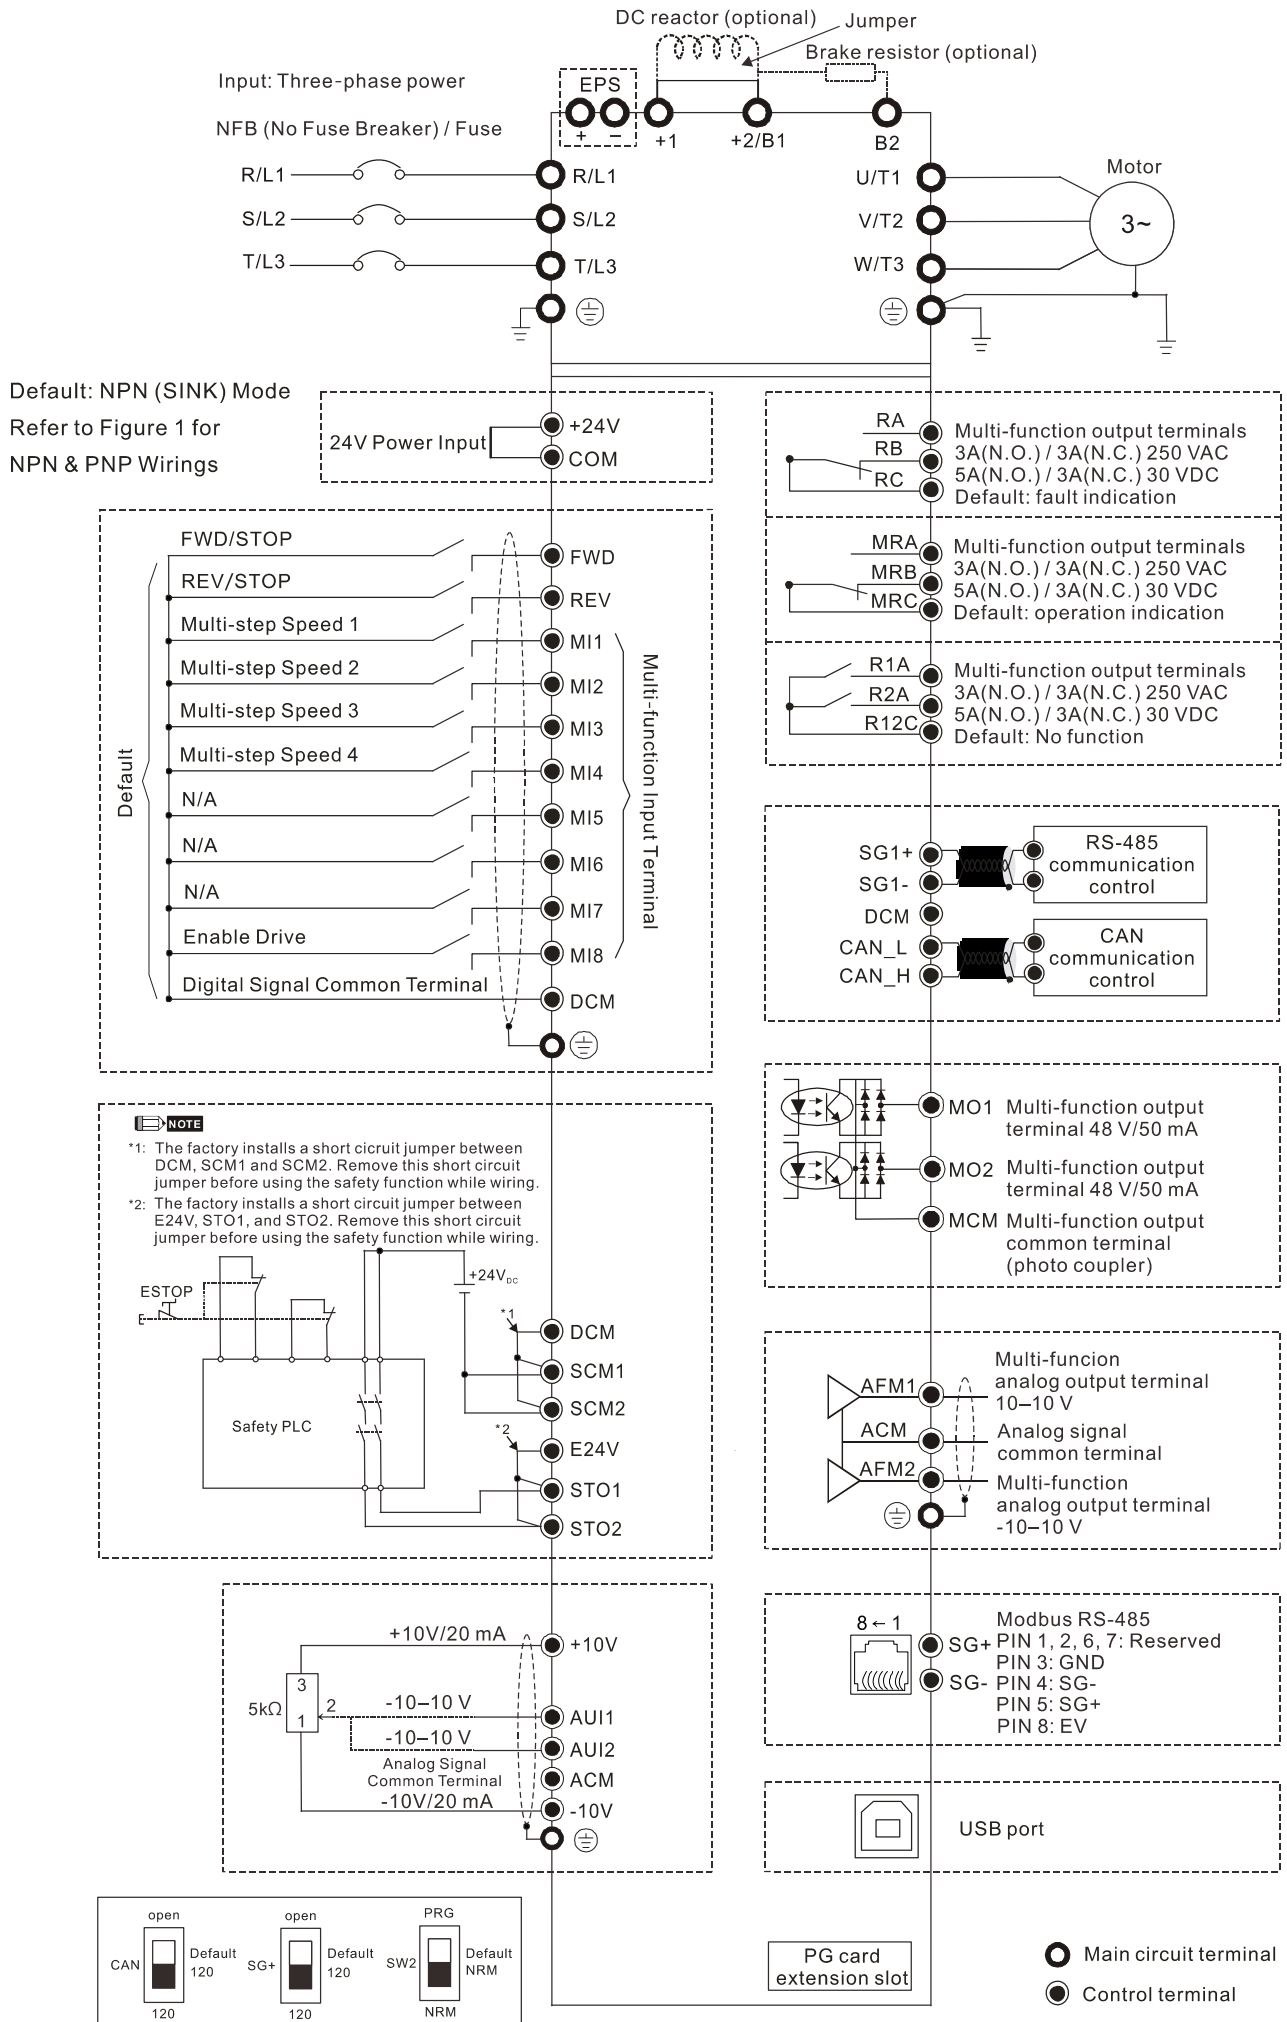 DC reactor (optional)
Jumper
Brake resistor (optional)
Input: Three-phase power
EPS
+
–
+1
+2/B1
B2
NFB (No Fuse Breaker) / Fuse
R/L1
R/L1
U/T1
Motor
S/L2
S/L2
V/T2
3~
T/L3
T/L3
W/T3
Default: NPN (SINK) Mode
Refer to Figure 1 for
NPN & PNP Wirings
24V Power Input
+24V
COM
RA
RB
RC
Multi-function output terminals
3A(N.O.) / 3A(N.C.) 250 VAC
5A(N.O.) / 3A(N.C.) 30 VDC
Default: fault indication
MRA
MRB
MRC
Multi-function output terminals
3A(N.O.) / 3A(N.C.) 250 VAC
5A(N.O.) / 3A(N.C.) 30 VDC
Default: operation indication
R1A
R2A
R12C
Multi-function output terminals
3A(N.O.) / 3A(N.C.) 250 VAC
5A(N.O.) / 3A(N.C.) 30 VDC
Default: No function
Default
FWD/STOP
FWD
REV/STOP
REV
Multi-step Speed 1
MI1
Multi-step Speed 2
MI2
Multi-step Speed 3
MI3
Multi-step Speed 4
MI4
N/A
MI5
N/A
MI6
N/A
MI7
Enable Drive
MI8
Digital Signal Common Terminal
DCM
Multi-function Input Terminal
SG1+
SG1-
DCM
CAN_L
CAN_H
RS-485
communication
control
CAN
communication
control
NOTE
*1: The factory installs a short circuit jumper between
DCM, SCM1 and SCM2. Remove this short circuit
jumper before using the safety function while wiring.
*2: The factory installs a short circuit jumper between
E24V, STO1, and STO2. Remove this short circuit
jumper before using the safety function while wiring.
+24VDC
ESTOP
Safety PLC
*1
DCM
SCM1
SCM2
*2
E24V
STO1
STO2
MO1
Multi-function output
terminal 48 V/50 mA
MO2
Multi-function output
terminal 48 V/50 mA
MCM
Multi-function output
common terminal
(photo coupler)
AFM1
Multi-funcion
analog output terminal
10–10 V
ACM
Analog signal
common terminal
AFM2
Multi-function
analog output terminal
-10–10 V
+10V/20 mA
+10V
5kΩ
3
2
1
-10–10 V
AUI1
-10–10 V
AUI2
Analog Signal
Common Terminal
ACM
-10V/20 mA
-10V
8 ← 1
SG+
SG-
Modbus RS-485
PIN 1, 2, 6, 7: Reserved
PIN 3: GND
PIN 4: SG-
PIN 5: SG+
PIN 8: EV
USB port
open
CAN
Default
120
120
open
SG+
Default
120
120
PRG
SW2
Default
NRM
NRM
PG card
extension slot
Main circuit terminal
Control terminal